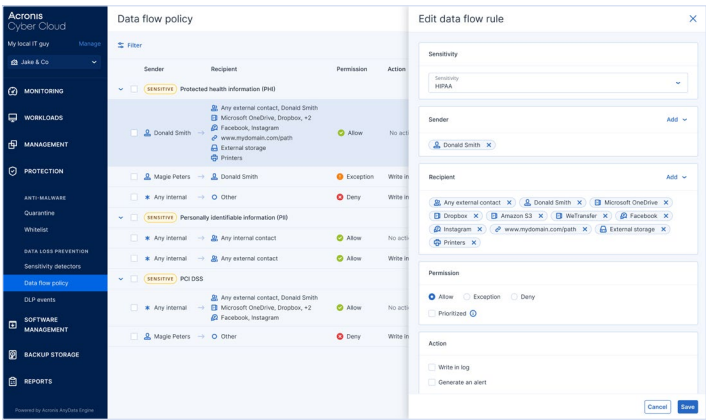 Acronis
Cyber Cloud
My local IT guy Manage
Jake & Co
MONITORING
WORKLOADS
MANAGEMENT
PROTECTION
ANTI-MALWARE
Quarantine
Whitelist
DATA LOSS PREVENTION
Sensitivity detectors
Data flow policy
DLP events
SOFTWARE
MANAGEMENT
BACKUP STORAGE
REPORTS
Powered by Acronis AnyData Engine
Data flow policy
Filter
Sender Recipient Permission Action
SENSITIVE Protected health information (PHI)
Any external contact, Donald Smith
Microsoft OneDrive, Dropbox, +2
Facebook, Instagram
Donald Smith → Allow No acti
www.mydomain.com/path
External storage
Printers
Magie Peters → Donald Smith Exception Write in
Any internal → Other Deny Write in
SENSITIVE Personally identifiable information (PII)
Any internal → Any internal contact Allow No acti
Any internal → Any external contact Allow Write in
SENSITIVE PCI DSS
Any external contact, Donald Smith
Any internal → Microsoft OneDrive, Dropbox, +2 Allow No acti
Facebook, Instagram
Magie Peters → Other Deny Write in
Edit data flow rule
Sensitivity
Sensitivity
HIPAA
Sender Add
Donald Smith
Recipient Add
Any external contact Donald Smith Microsoft OneDrive
Dropbox Amazon S3 WeTransfer Facebook
Instagram www.mydomain.com/path External storage
Printers
Permission
Allow Exception Deny
Prioritized
Action
Write in log
Generate an alert
Cancel Save